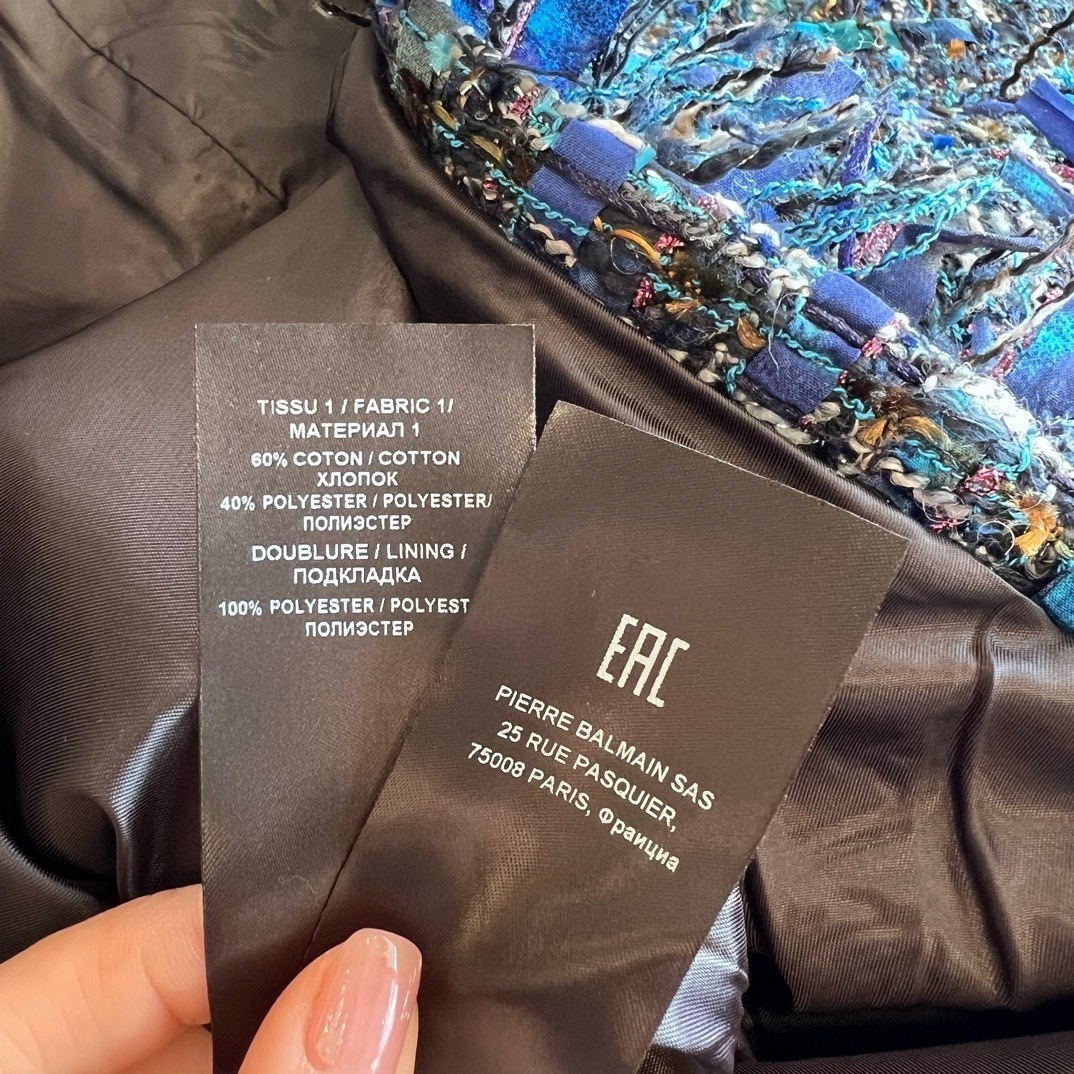 TISSU 1 / FABRIC 1/
МАТЕРИАЛ 1
60% COTON / COTTON
ХЛОПОК
40% POLYESTER / POLYESTER/
ПОЛИЭСТЕР
DOUBLURE / LINING /
ПОДКЛАДКА
100% POLYESTER / POLYEST
ПОЛИЭСТЕР
EAC
PIERRE BALMAIN SAS
25 RUE PASQUIER,
75008 PARIS, Франциа